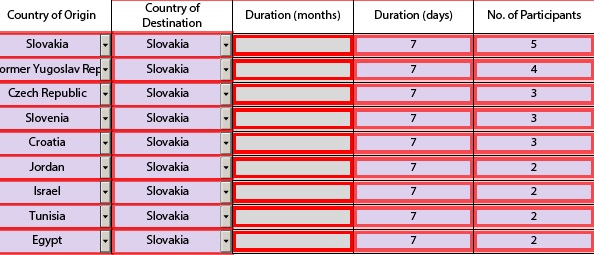 Country of Origin Country of Destination Duration (months) Duration (days) No. of Participants
Slovakia Slovakia 7 5
ormer Yugoslav Rep Slovakia 7 4
Czech Republic Slovakia 7 3
Slovenia Slovakia 7 3
Croatia Slovakia 7 3
Jordan Slovakia 7 2
Israel Slovakia 7 2
Tunisia Slovakia 7 2
Egypt Slovakia 7 2